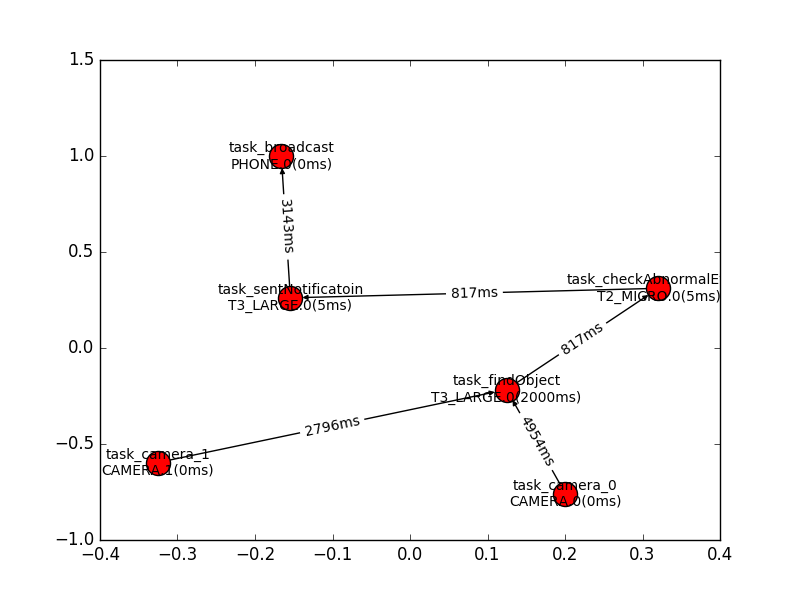 1.5
task_broadcast
1.0
PHONE.0(0ms)
3143ms
0.5
task_sentNotificatoin
T3_LARGE.0(5ms)
817ms
task_checkAbnormalE
T2_MICRO.0(5ms)
0.0
817ms
task_findObject
T3_LARGE.0(2000ms)
2796ms
4954ms
−0.5
task_camera_1
CAMERA.1(0ms)
task_camera_0
CAMERA.0(0ms)
−1.0
−0.4 −0.3 −0.2 −0.1 0.0 0.1 0.2 0.3 0.4